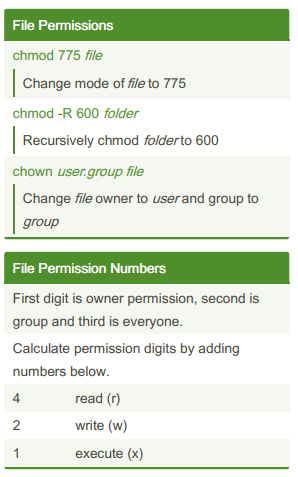 File Permissions
chmod 775 file
Change mode of file to 775
chmod -R 600 folder
Recursively chmod folder to 600
chown user:group file
Change file owner to user and group to
group
File Permission Numbers
First digit is owner permission, second is
group and third is everyone.
Calculate permission digits by adding
numbers below.
4 read (r)
2 write (w)
1 execute (x)